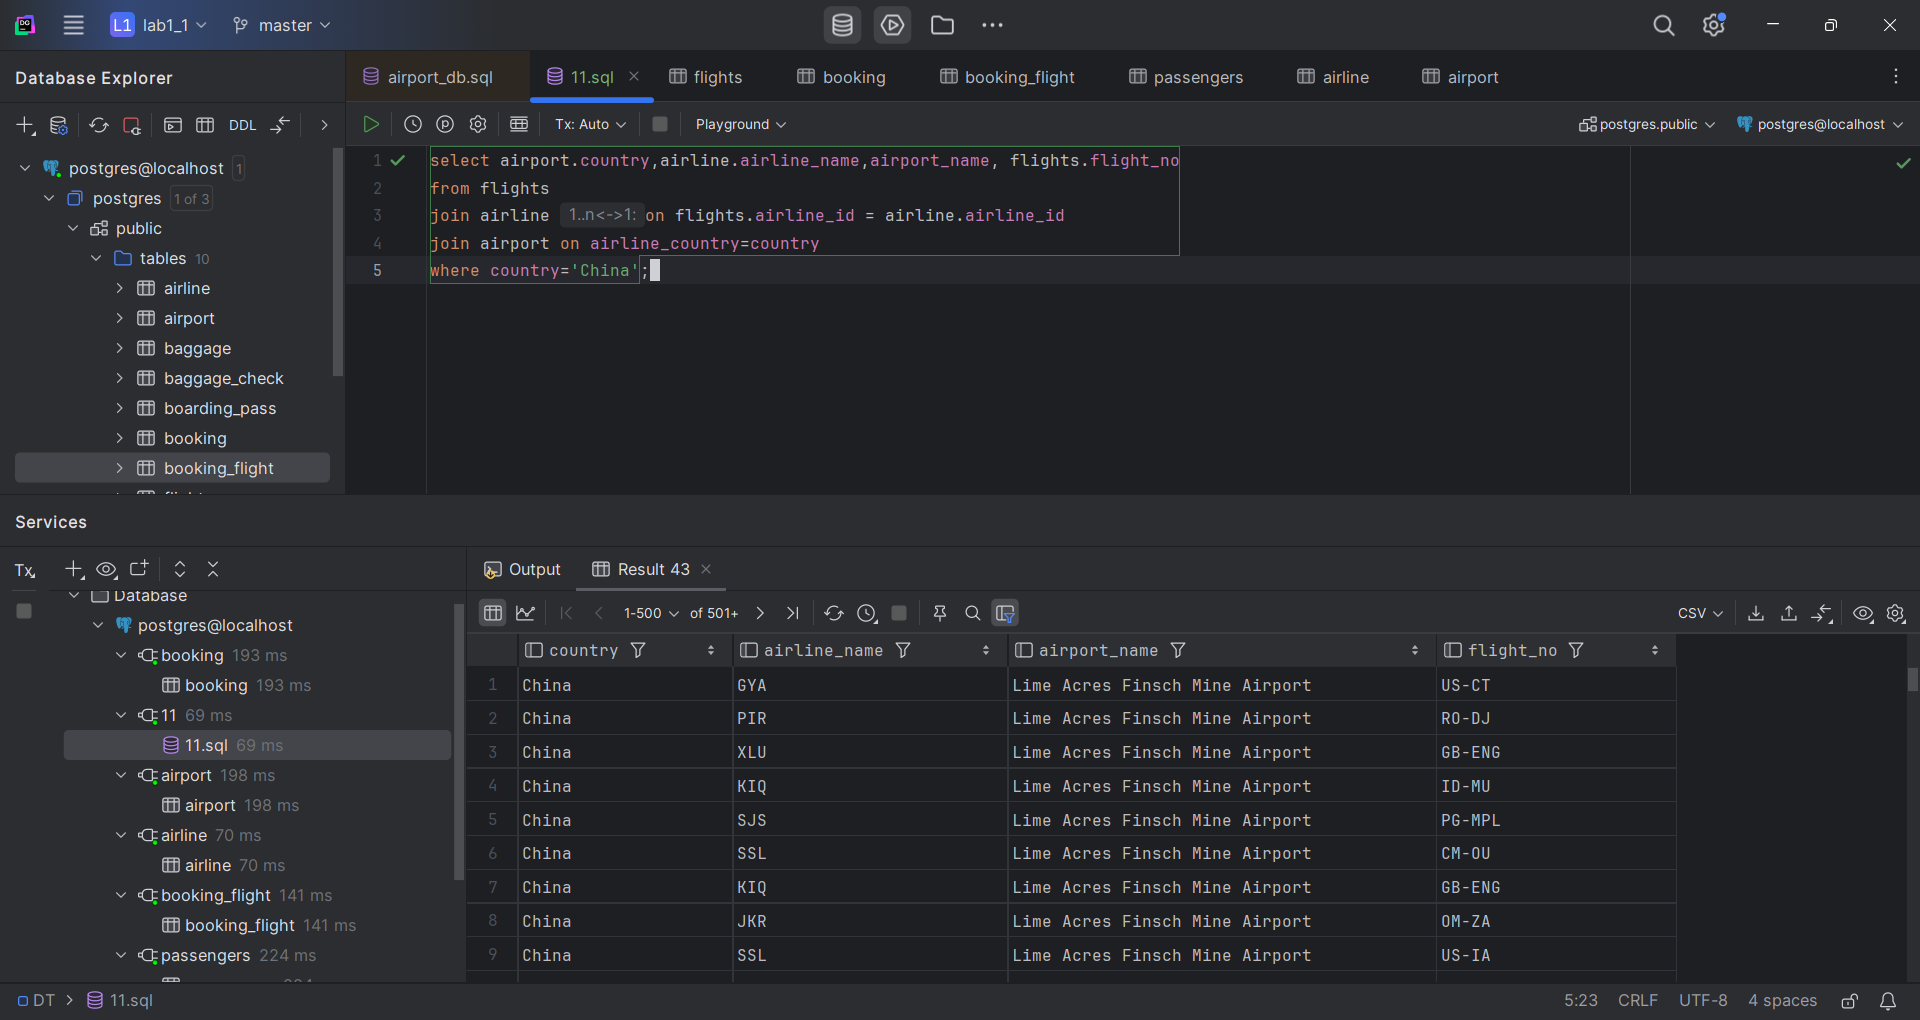 L1 lab1_1 master
Database Explorer
airport_db.sql 11.sql flights booking booking_flight passengers airline airport
DDL
Tx: Auto Playground postgres.public postgres@localhost
postgres@localhost 1
postgres 1 of 3
public
tables 10
airline
airport
baggage
baggage_check
boarding_pass
booking
booking_flight
1 select airport.country,airline.airline_name,airport_name, flights.flight_no
2 from flights
3 join airline 1..n<->1: on flights.airline_id = airline.airline_id
4 join airport on airline_country=country
5 where country='China';
Services
Tx
Database
postgres@localhost
booking 193 ms
booking 193 ms
11 69 ms
11.sql 69 ms
airport 198 ms
airport 198 ms
airline 70 ms
airline 70 ms
booking_flight 141 ms
booking_flight 141 ms
passengers 224 ms
Output Result 43
1-500 of 501+ CSV
country airline_name airport_name flight_no
1 China GYA Lime Acres Finsch Mine Airport US-CT
2 China PIR Lime Acres Finsch Mine Airport RO-DJ
3 China XLU Lime Acres Finsch Mine Airport GB-ENG
4 China KIQ Lime Acres Finsch Mine Airport ID-MU
5 China SJS Lime Acres Finsch Mine Airport PG-MPL
6 China SSL Lime Acres Finsch Mine Airport CM-OU
7 China KIQ Lime Acres Finsch Mine Airport GB-ENG
8 China JKR Lime Acres Finsch Mine Airport OM-ZA
9 China SSL Lime Acres Finsch Mine Airport US-IA
DT 11.sql
5:23 CRLF UTF-8 4 spaces